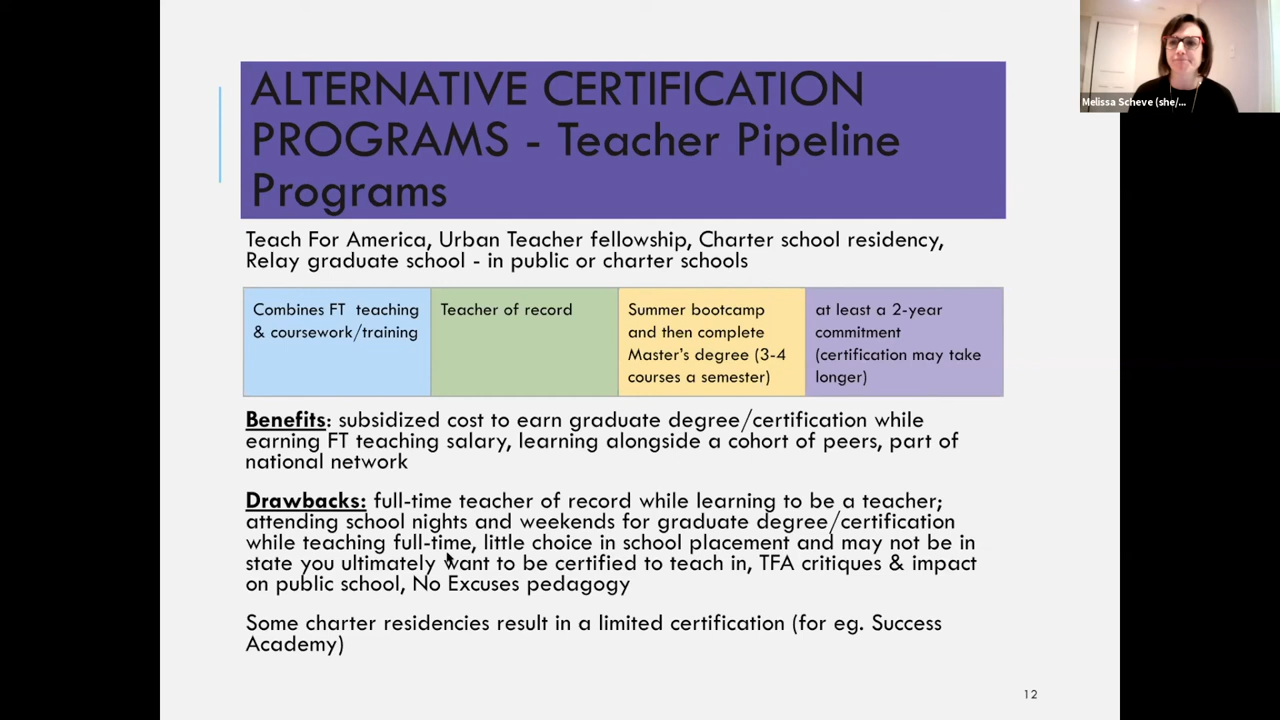 ALTERNATIVE CERTIFICATION
PROGRAMS - Teacher Pipeline
Programs
Melissa Scheve (she/...
Teach For America, Urban Teacher fellowship, Charter school residency,
Relay graduate school - in public or charter schools
Combines FT teaching
& coursework/training
Teacher of record
Summer bootcamp
and then complete
Master's degree (3-4
courses a semester)
at least a 2-year
commitment
(certification may take
longer)
Benefits: subsidized cost to earn graduate degree/certification while
earning FT teaching salary, learning alongside a cohort of peers, part of
national network
Drawbacks: full-time teacher of record while learning to be a teacher;
attending school nights and weekends for graduate degree/certification
while teaching full-time, little choice in school placement and may not be in
state you ultimately want to be certified to teach in, TFA critiques & impact
on public school, No Excuses pedagogy
Some charter residencies result in a limited certification (for eg. Success
Academy)
12